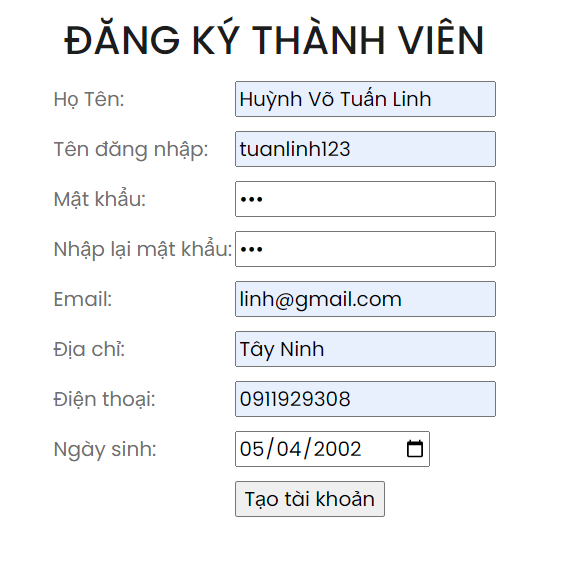 ĐĂNG KÝ THÀNH VIÊN
Họ Tên: Huỳnh Võ Tuấn Linh
Tên đăng nhập: tuanlinh123
Mật khẩu: •••
Nhập lại mật khẩu: •••
Email: linh@gmail.com
Địa chỉ: Tây Ninh
Điện thoại: 0911929308
Ngày sinh: 05/04/2002
Tạo tài khoản